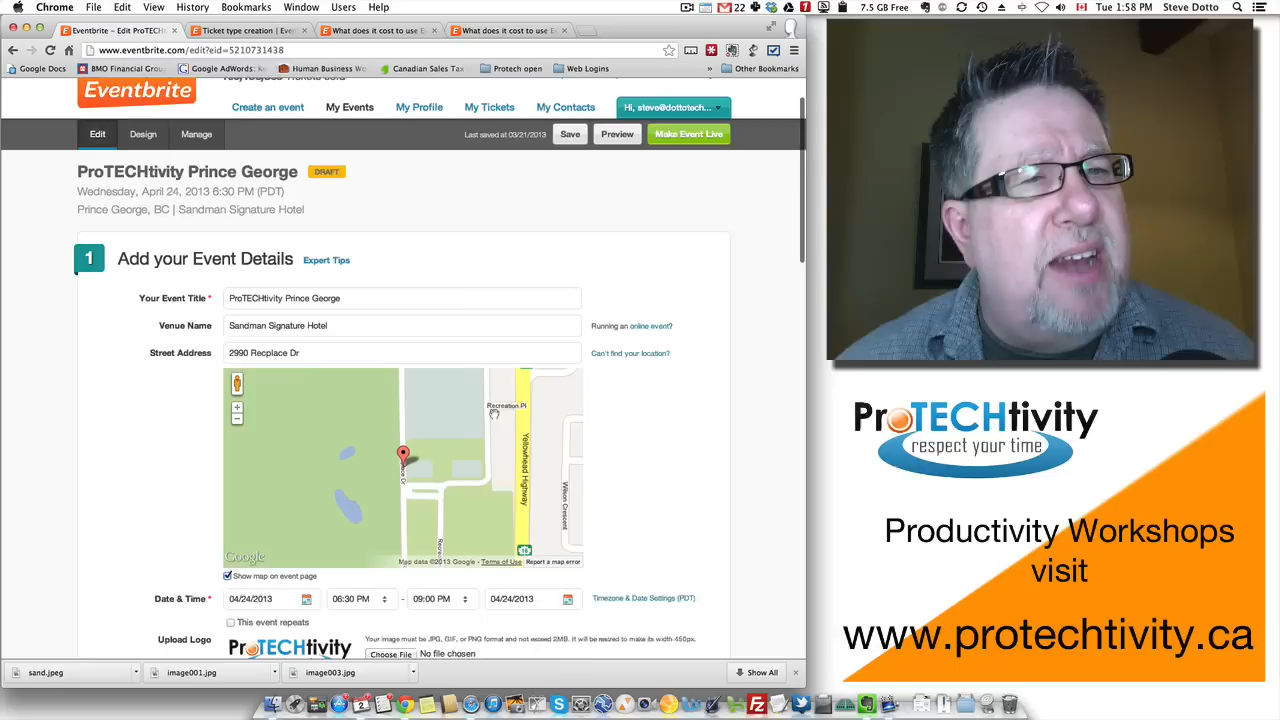 Chrome File Edit View History Bookmarks Window Users Help
22
7.5 GB Free
Tue 1:58 PM Steve Dotto
Eventbrite – Edit ProTECH
Ticket type creation | Even
What does it cost to use E
What does it cost to use E
www.eventbrite.com/edit?eid=5210731438
Google Docs
BMO Financial Grou
Google AdWords:
Human Business Wo
Canadian Sales Tax
Protech open
Web Logins
»
Other Bookmarks
Eventbrite
Create an event
My Events
My Profile
My Tickets
My Contacts
Hi, steve@dottotech...
Edit
Design
Manage
Last saved at 03/21/2013
Save
Preview
Make Event Live
ProTECHtivity Prince George DRAFT
Wednesday, April 24, 2013 6:30 PM (PDT)
Prince George, BC | Sandman Signature Hotel
1 Add your Event Details Expert Tips
Your Event Title * ProTECHtivity Prince George
Venue Name Sandman Signature Hotel Running an online event?
Street Address 2990 Recplace Dr Can't find your location?
Recreation Pl
Yellowhead Highway
Wilson Crescent
16
Google
Map data ©2013 Google - Terms of Use Report a map error
Show map on event page
Date & Time * 04/24/2013 06:30 PM - 09:00 PM 04/24/2013 Timezone & Date Settings (PDT)
This event repeats
Upload Logo ProTECHtivity Your image must be JPG, GIF, or PNG format and not exceed 2MB. It will be resized to make its width 450px.
Choose File No file chosen
sand.jpeg
image001.jpg
image003.jpg
Show All
ProTECHtivity
respect your time
Productivity Workshops
visit
www.protechtivity.ca